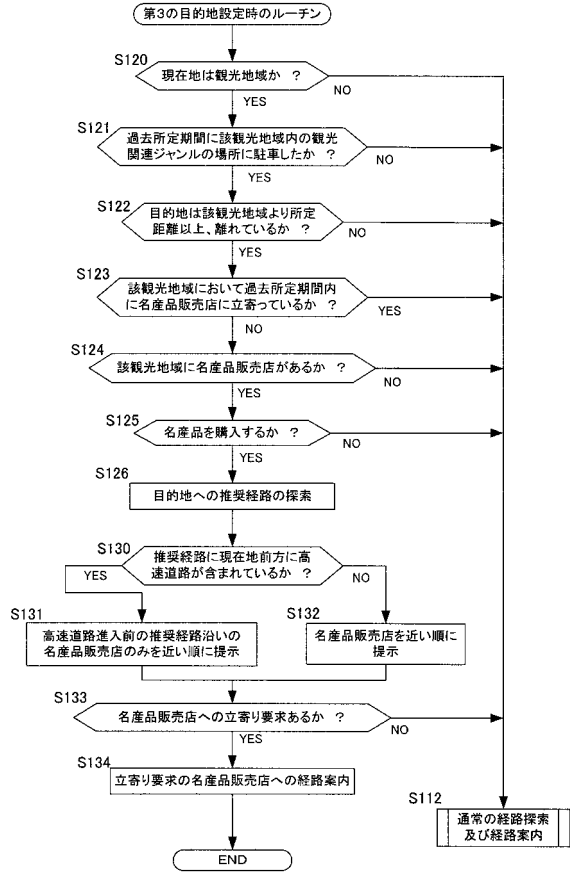 第3の目的地設定時のルーチン
S120
現在地は観光地域か ？
NO
YES
S121
過去所定期間に該観光地域内の観光
関連ジャンルの場所に駐車したか ？
NO
YES
S122
目的地は該観光地域より所定
距離以上、離れているか ？
NO
YES
S123
該観光地域において過去所定期間内
に名産品販売店に立寄っているか ？
YES
NO
S124
該観光地域に名産品販売店があるか ？
NO
YES
S125
名産品を購入するか ？
NO
YES
S126
目的地への推奨経路の探索
S130
推奨経路に現在地前方に高
速道路が含まれているか ？
YES
NO
S131
高速道路進入前の推奨経路沿いの
名産品販売店のみを近い順に提示
S132
名産品販売店を近い順に
提示
S133
名産品販売店への立寄り要求あるか ？
NO
YES
S134
立寄り要求の名産品販売店への経路案内
S112
通常の経路探索
及び経路案内
END